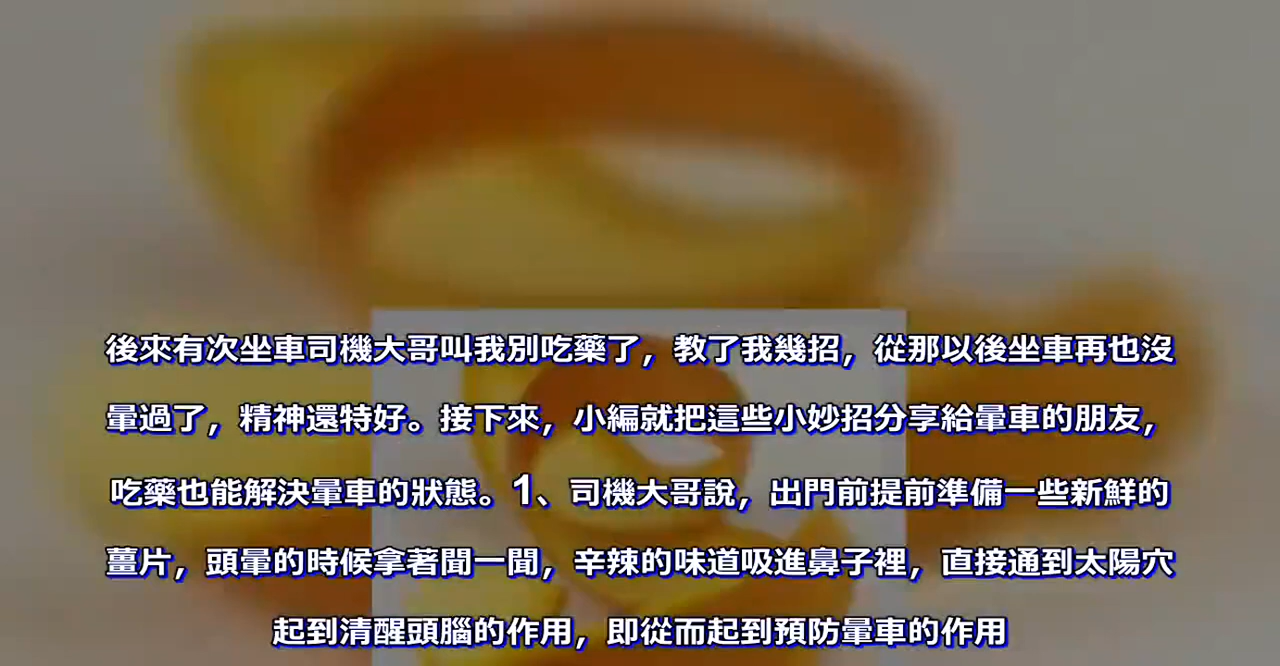 後來有次坐車司機大哥叫我別吃藥了，教了我幾招，從那以後坐車再也沒
暈過了，精神還特好。接下來，小編就把這些小妙招分享給暈車的朋友，
吃藥也能解決暈車的狀態。1、司機大哥說，出門前提前準備一些新鮮的
薑片，頭暈的時候拿著聞一聞，辛辣的味道吸進鼻子裡，直接通到太陽穴
起到清醒頭腦的作用，即從而起到預防暈車的作用